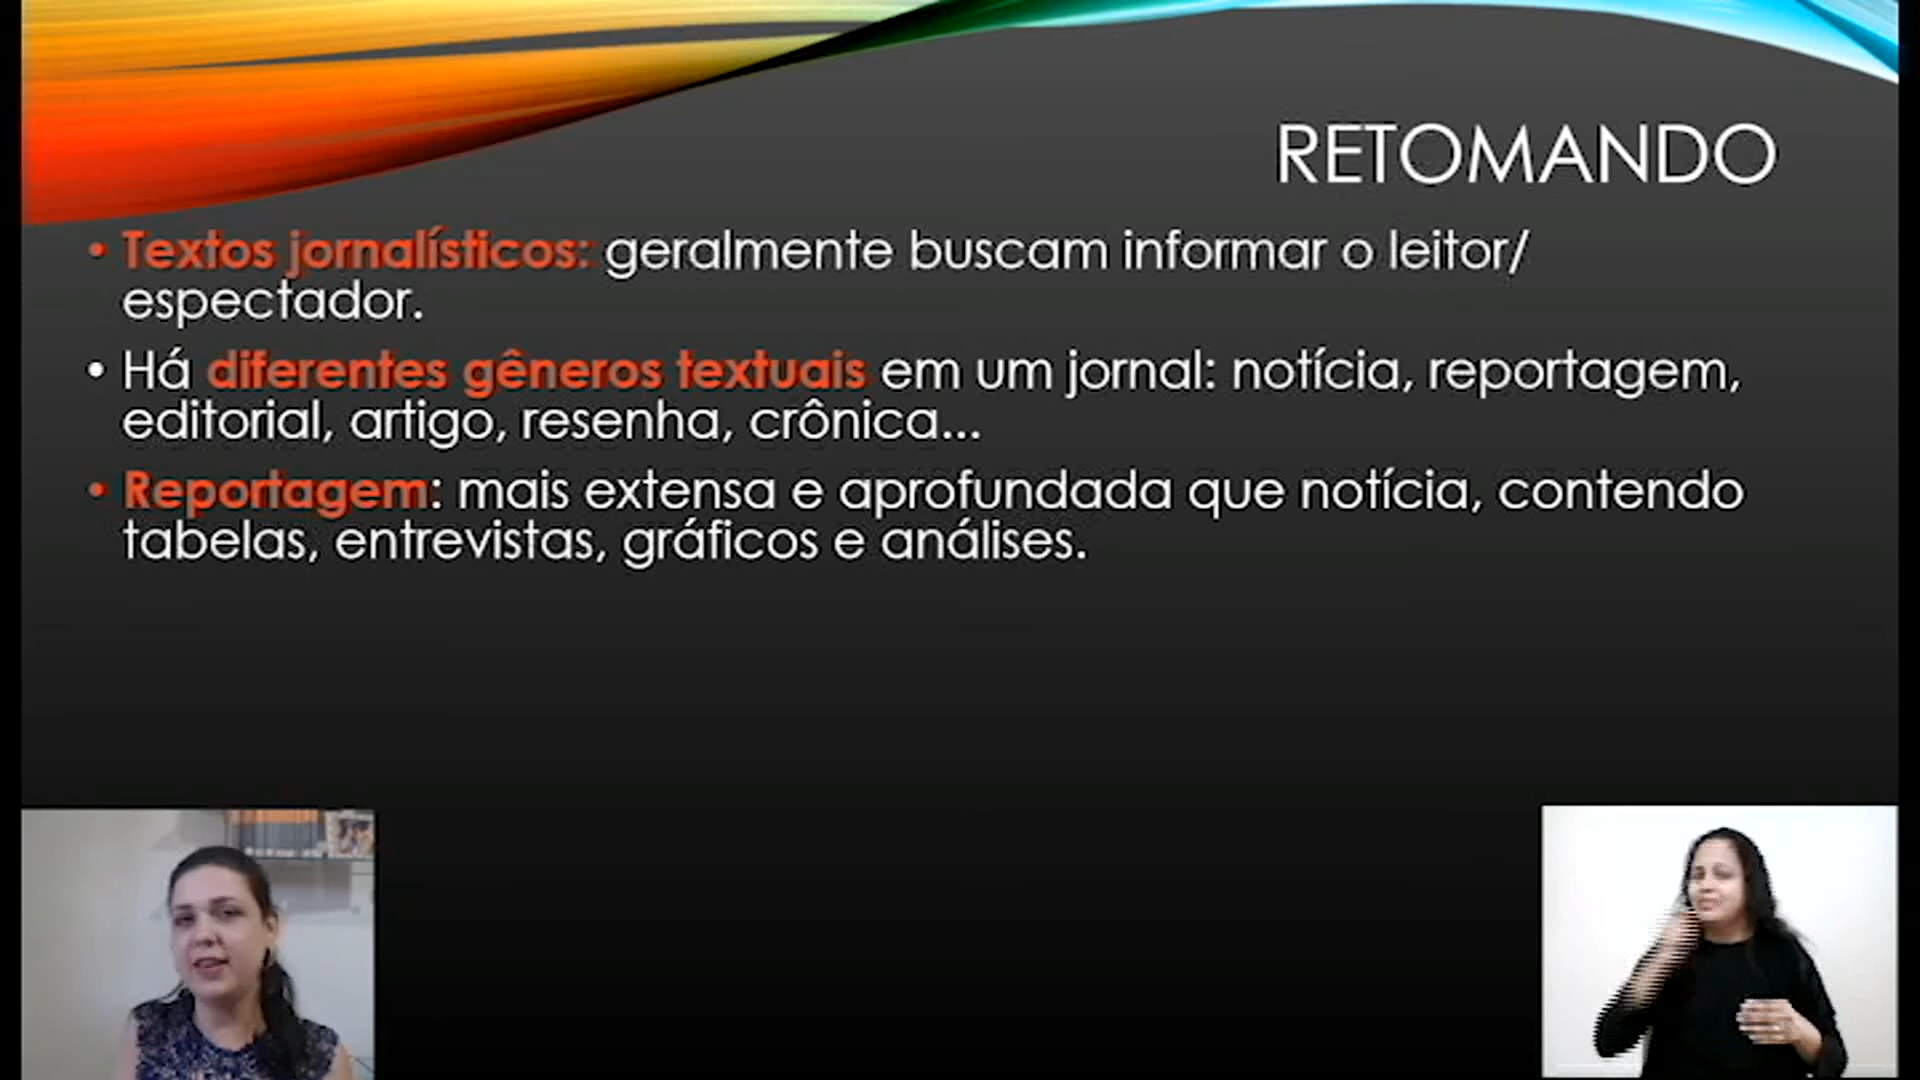 RETOMANDO
• Textos jornalísticos: geralmente buscam informar o leitor/
espectador.
• Há diferentes gêneros textuais em um jornal: notícia, reportagem,
editorial, artigo, resenha, crônica...
• Reportagem: mais extensa e aprofundada que notícia, contendo
tabelas, entrevistas, gráficos e análises.